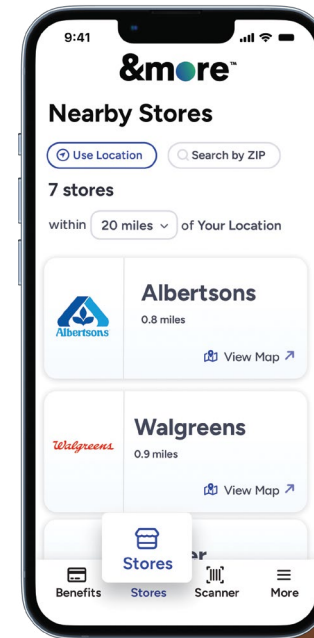 9:41
&more™
Nearby Stores
Use Location Search by ZIP
7 stores
within 20 miles of Your Location
Albertsons
Albertsons
0.8 miles
View Map
Walgreens
Walgreens
0.9 miles
View Map
Stores
Benefits Stores Scanner More